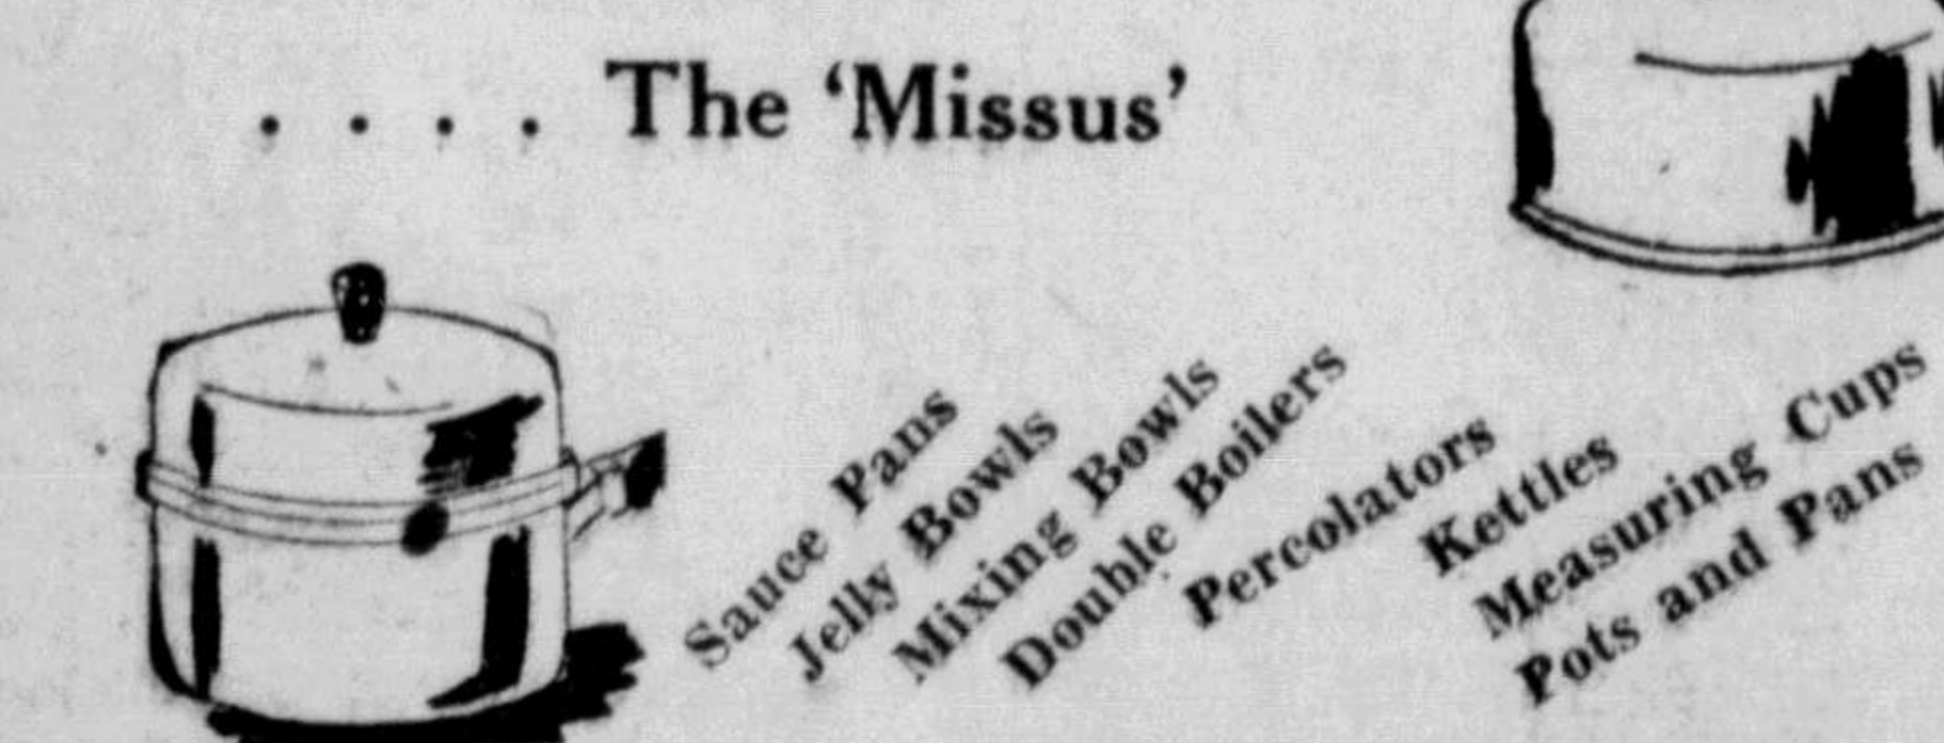 . . . . The 'Missus'
Sauce Pans
Jelly Bowls
Mixing Bowls
Double Boilers
Percolators
Kettles
Measuring Cups
Pots and Pans